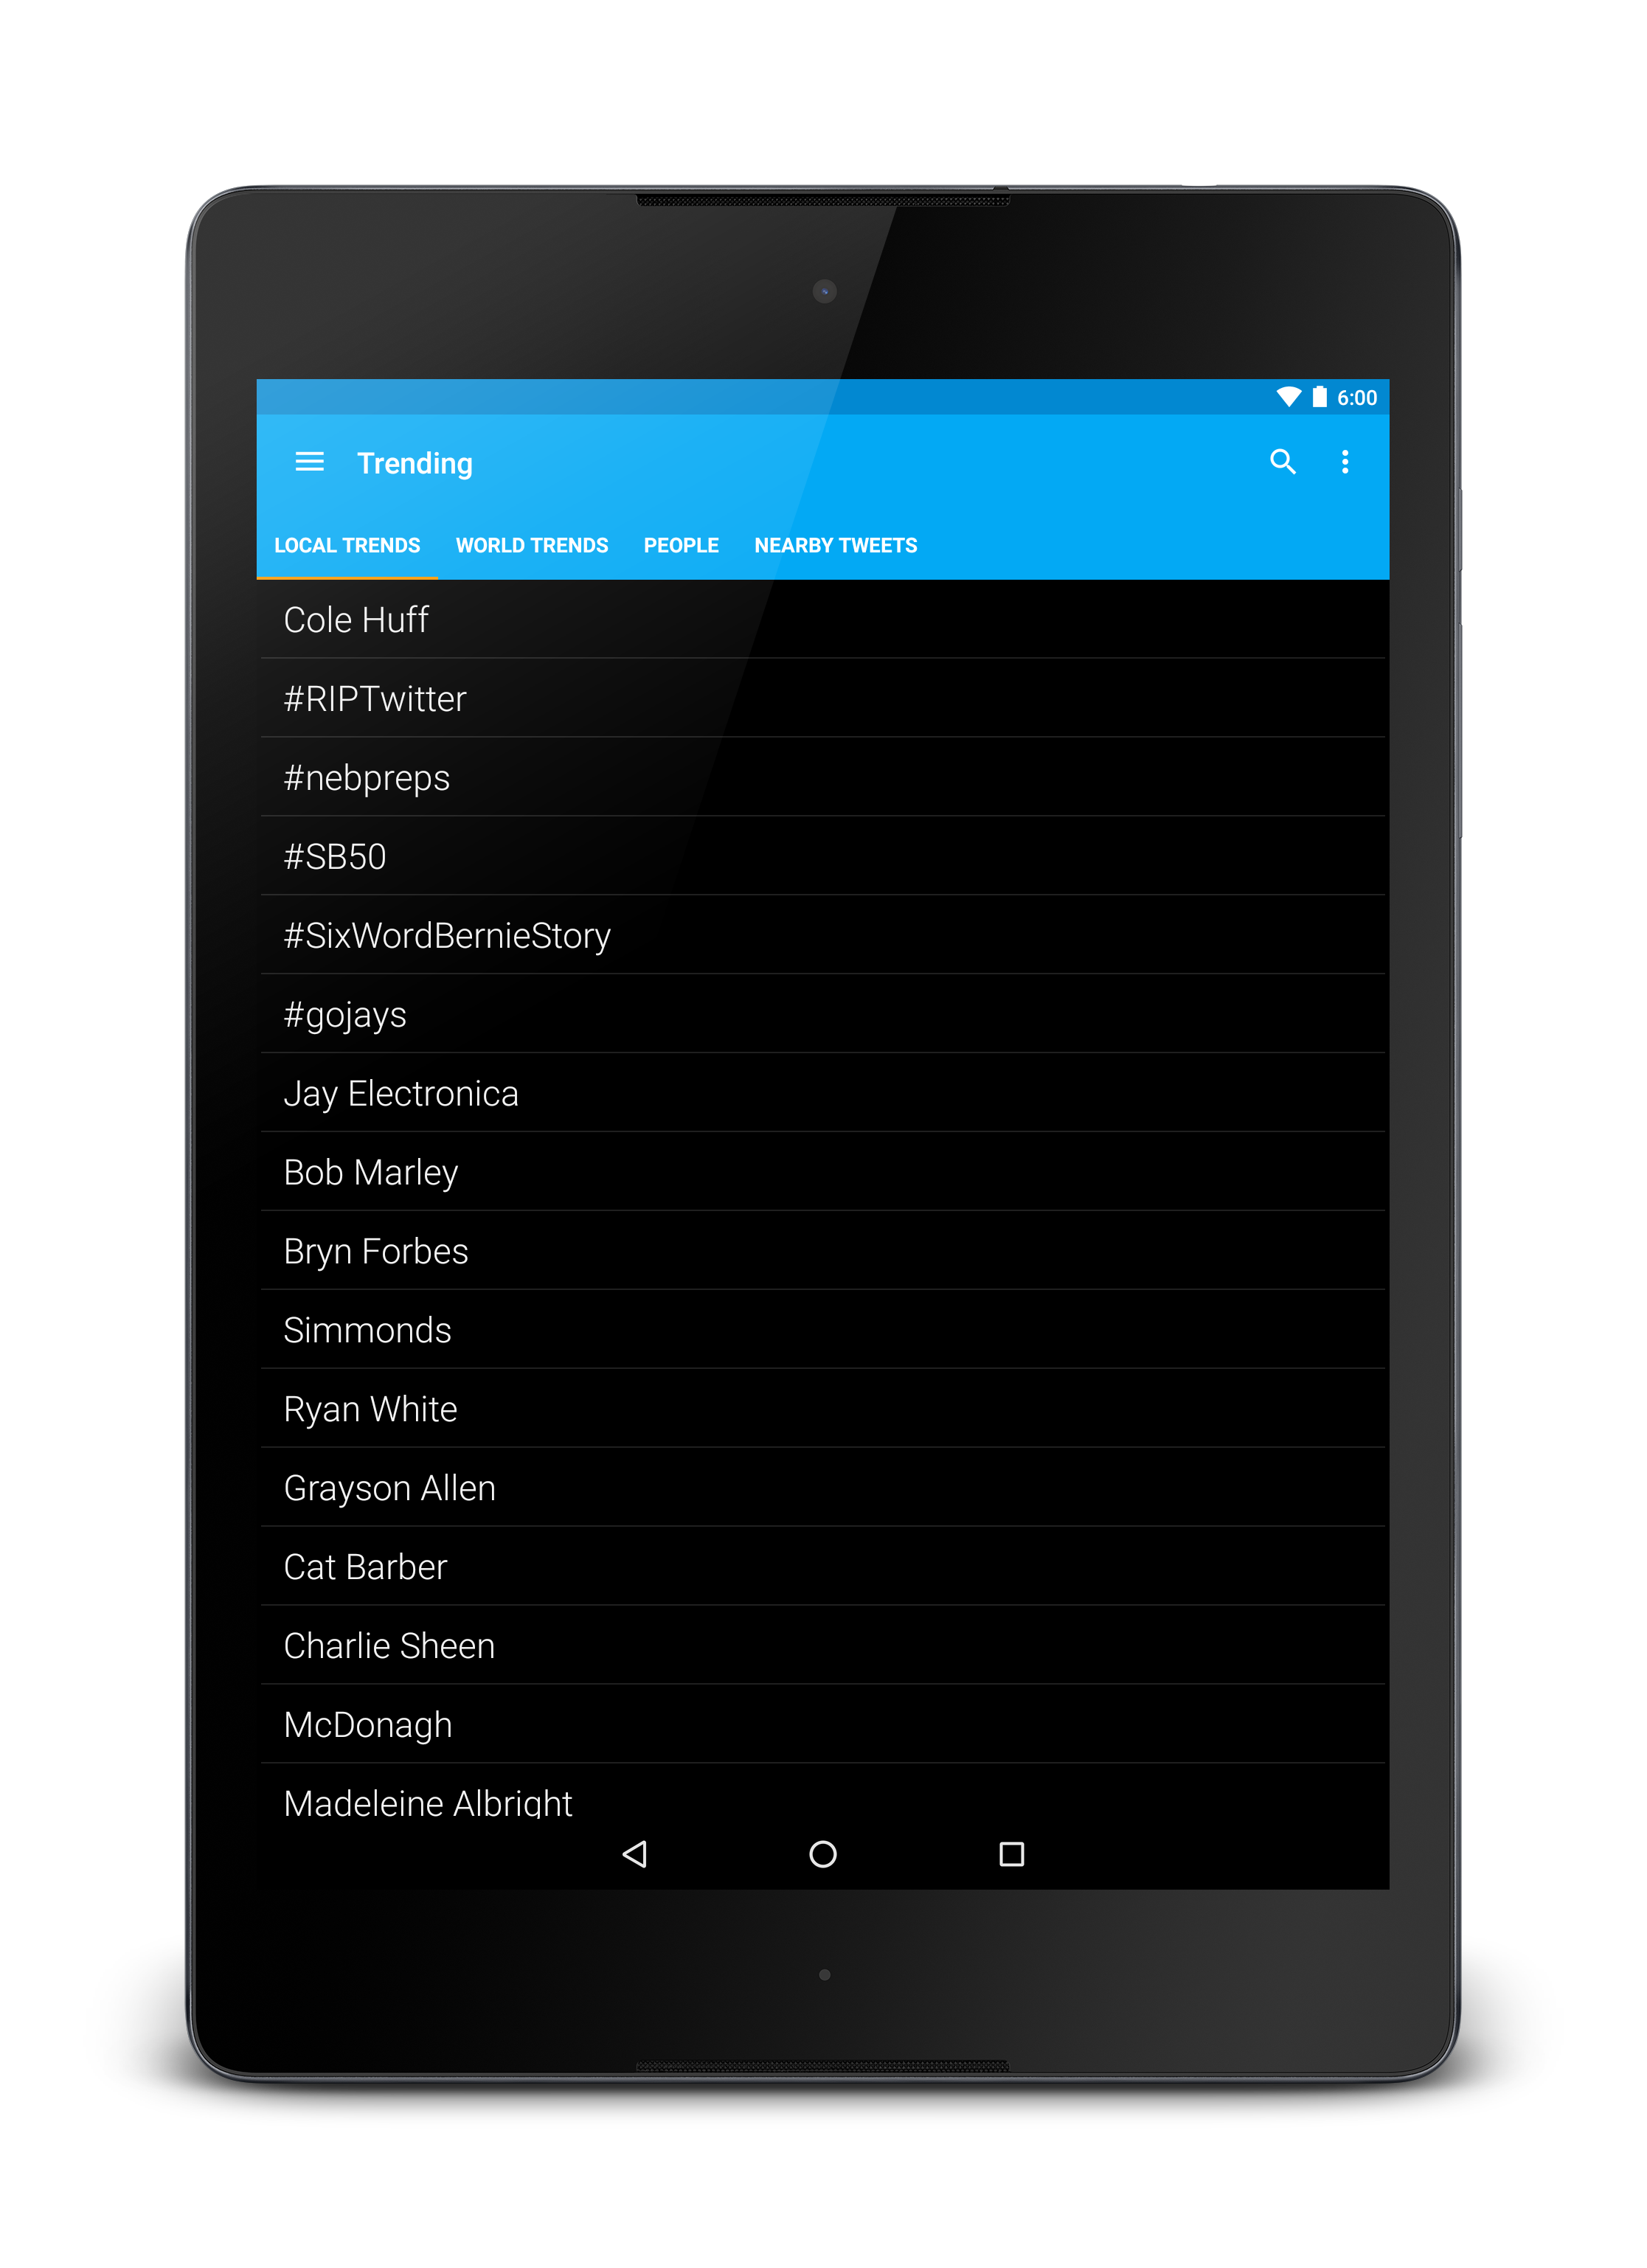 6:00
Trending
LOCAL TRENDS WORLD TRENDS PEOPLE NEARBY TWEETS
Cole Huff
#RIPTwitter
#nebpreps
#SB50
#SixWordBernieStory
#gojays
Jay Electronica
Bob Marley
Bryn Forbes
Simmonds
Ryan White
Grayson Allen
Cat Barber
Charlie Sheen
McDonagh
Madeleine Albright